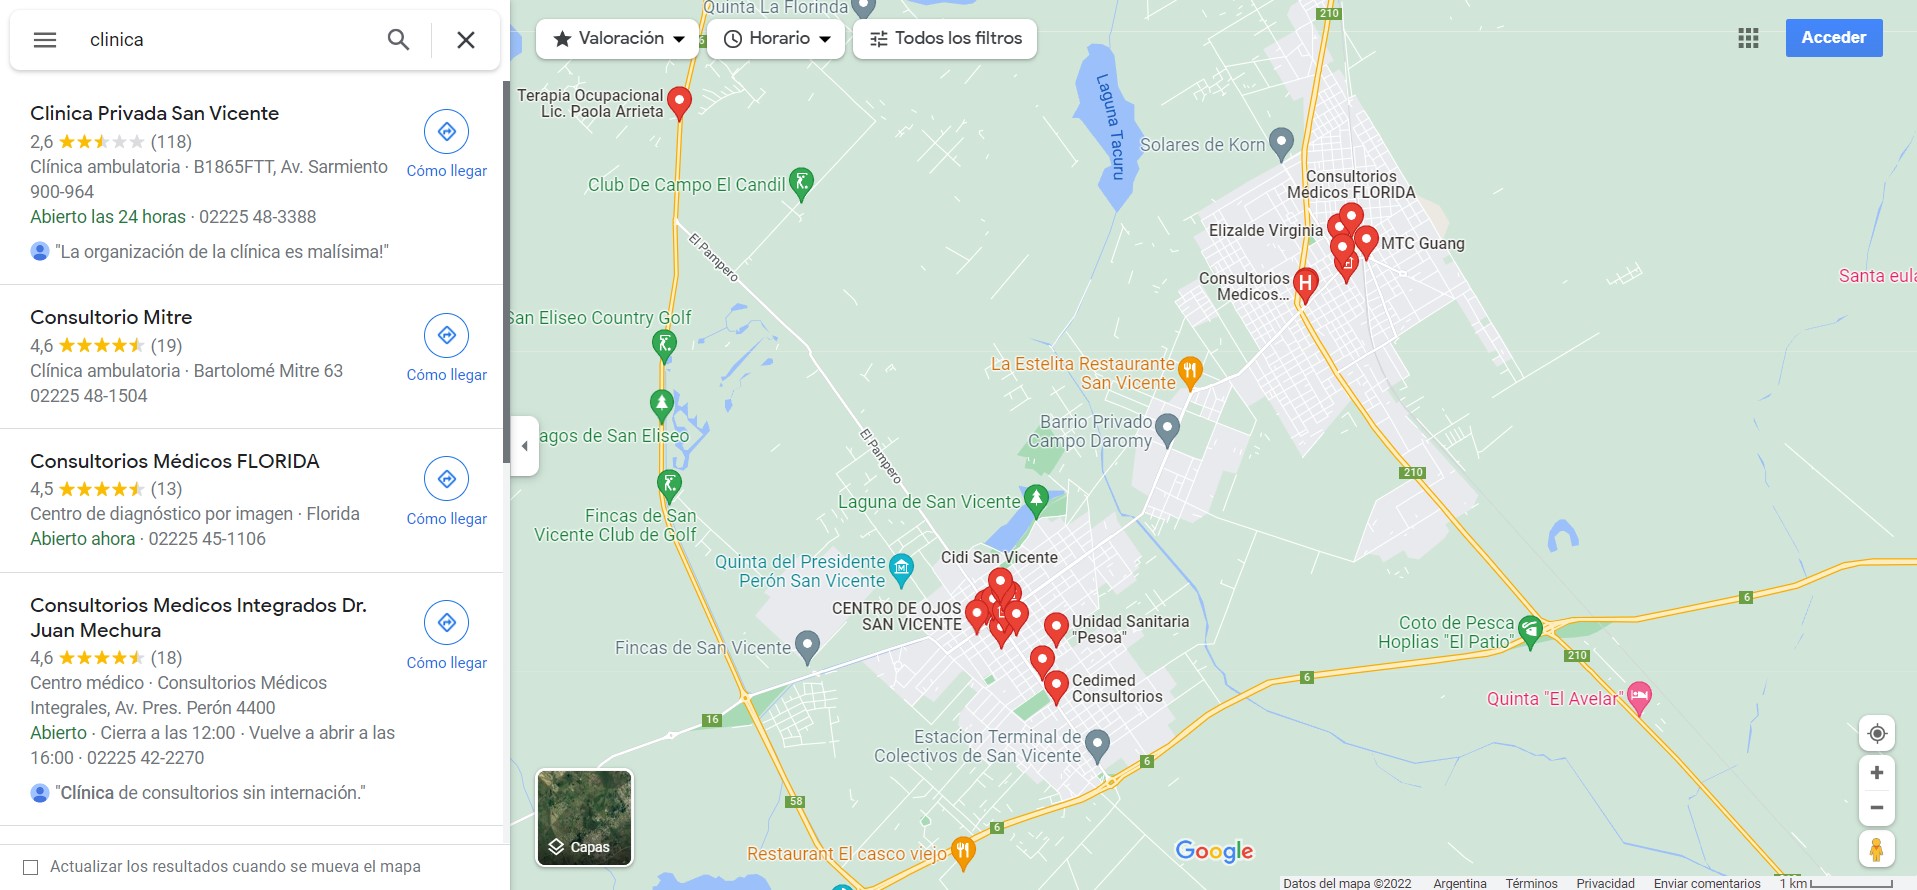 clinica
Clinica Privada San Vicente
2,6 (118)
Clínica ambulatoria · B1865FTT, Av. Sarmiento
900-964
Abierto las 24 horas · 02225 48-3388
"La organización de la clínica es malísima!"
Cómo llegar
Consultorio Mitre
4,6 (19)
Clínica ambulatoria · Bartolomé Mitre 63
02225 48-1504
Cómo llegar
Consultorios Médicos FLORIDA
4,5 (13)
Centro de diagnóstico por imagen · Florida
Abierto ahora · 02225 45-1106
Cómo llegar
Consultorios Medicos Integrados Dr.
Juan Mechura
4,6 (18)
Centro médico · Consultorios Médicos
Integrales, Av. Pres. Perón 4400
Abierto · Cierra a las 12:00 · Vuelve a abrir a las
16:00 · 02225 42-2270
"Clínica de consultorios sin internación."
Cómo llegar
Actualizar los resultados cuando se mueva el mapa
Valoración
Horario
Todos los filtros
Acceder
Quinta La Florinda
6
210
Terapia Ocupacional
Lic. Paola Arrieta
Laguna Tacuru
Solares de Korn
Club De Campo El Candil
Consultorios
Médicos FLORIDA
Elizalde Virginia
MTC Guang
El Pampero
Consultorios
Medicos...
H
Santa eula
San Eliseo Country Golf
La Estelita Restaurante
San Vicente
Barrio Privado
Campo Daromy
agos de San Eliseo
El Pampero
210
Laguna de San Vicente
Fincas de San
Vicente Club de Golf
Cidi San Vicente
Quinta del Presidente
Perón San Vicente
CENTRO DE OJOS
SAN VICENTE
Unidad Sanitaria
"Pesoa"
6
Coto de Pesca
Hoplias "El Patio"
Fincas de San Vicente
210
6
Cedimed
Consultorios
Quinta "El Avelar"
16
Estacion Terminal de
Colectivos de San Vicente
6
58
6
Capas
Restaurant El casco viejo
Google
Datos del mapa ©2022 Argentina Términos Privacidad Enviar comentarios 1 km